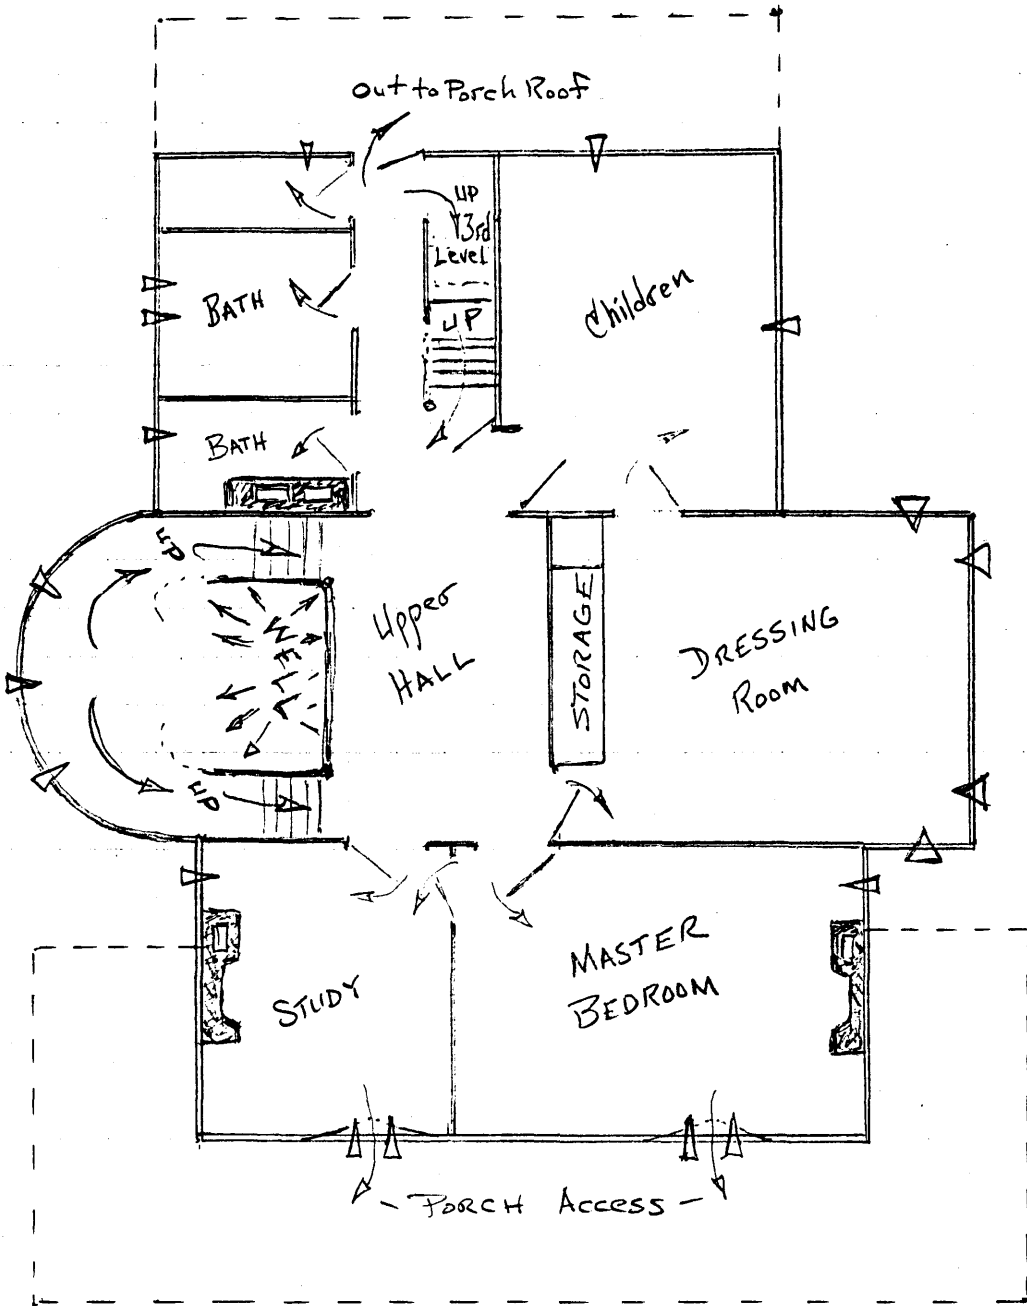 Out to Porch Roof
UP
3rd
Level
BATH
UP
Children
BATH
UP
Upper
HALL
WELL
STORAGE
DRESSING
ROOM
UP
MASTER
BEDROOM
STUDY
- PORCH ACCESS -